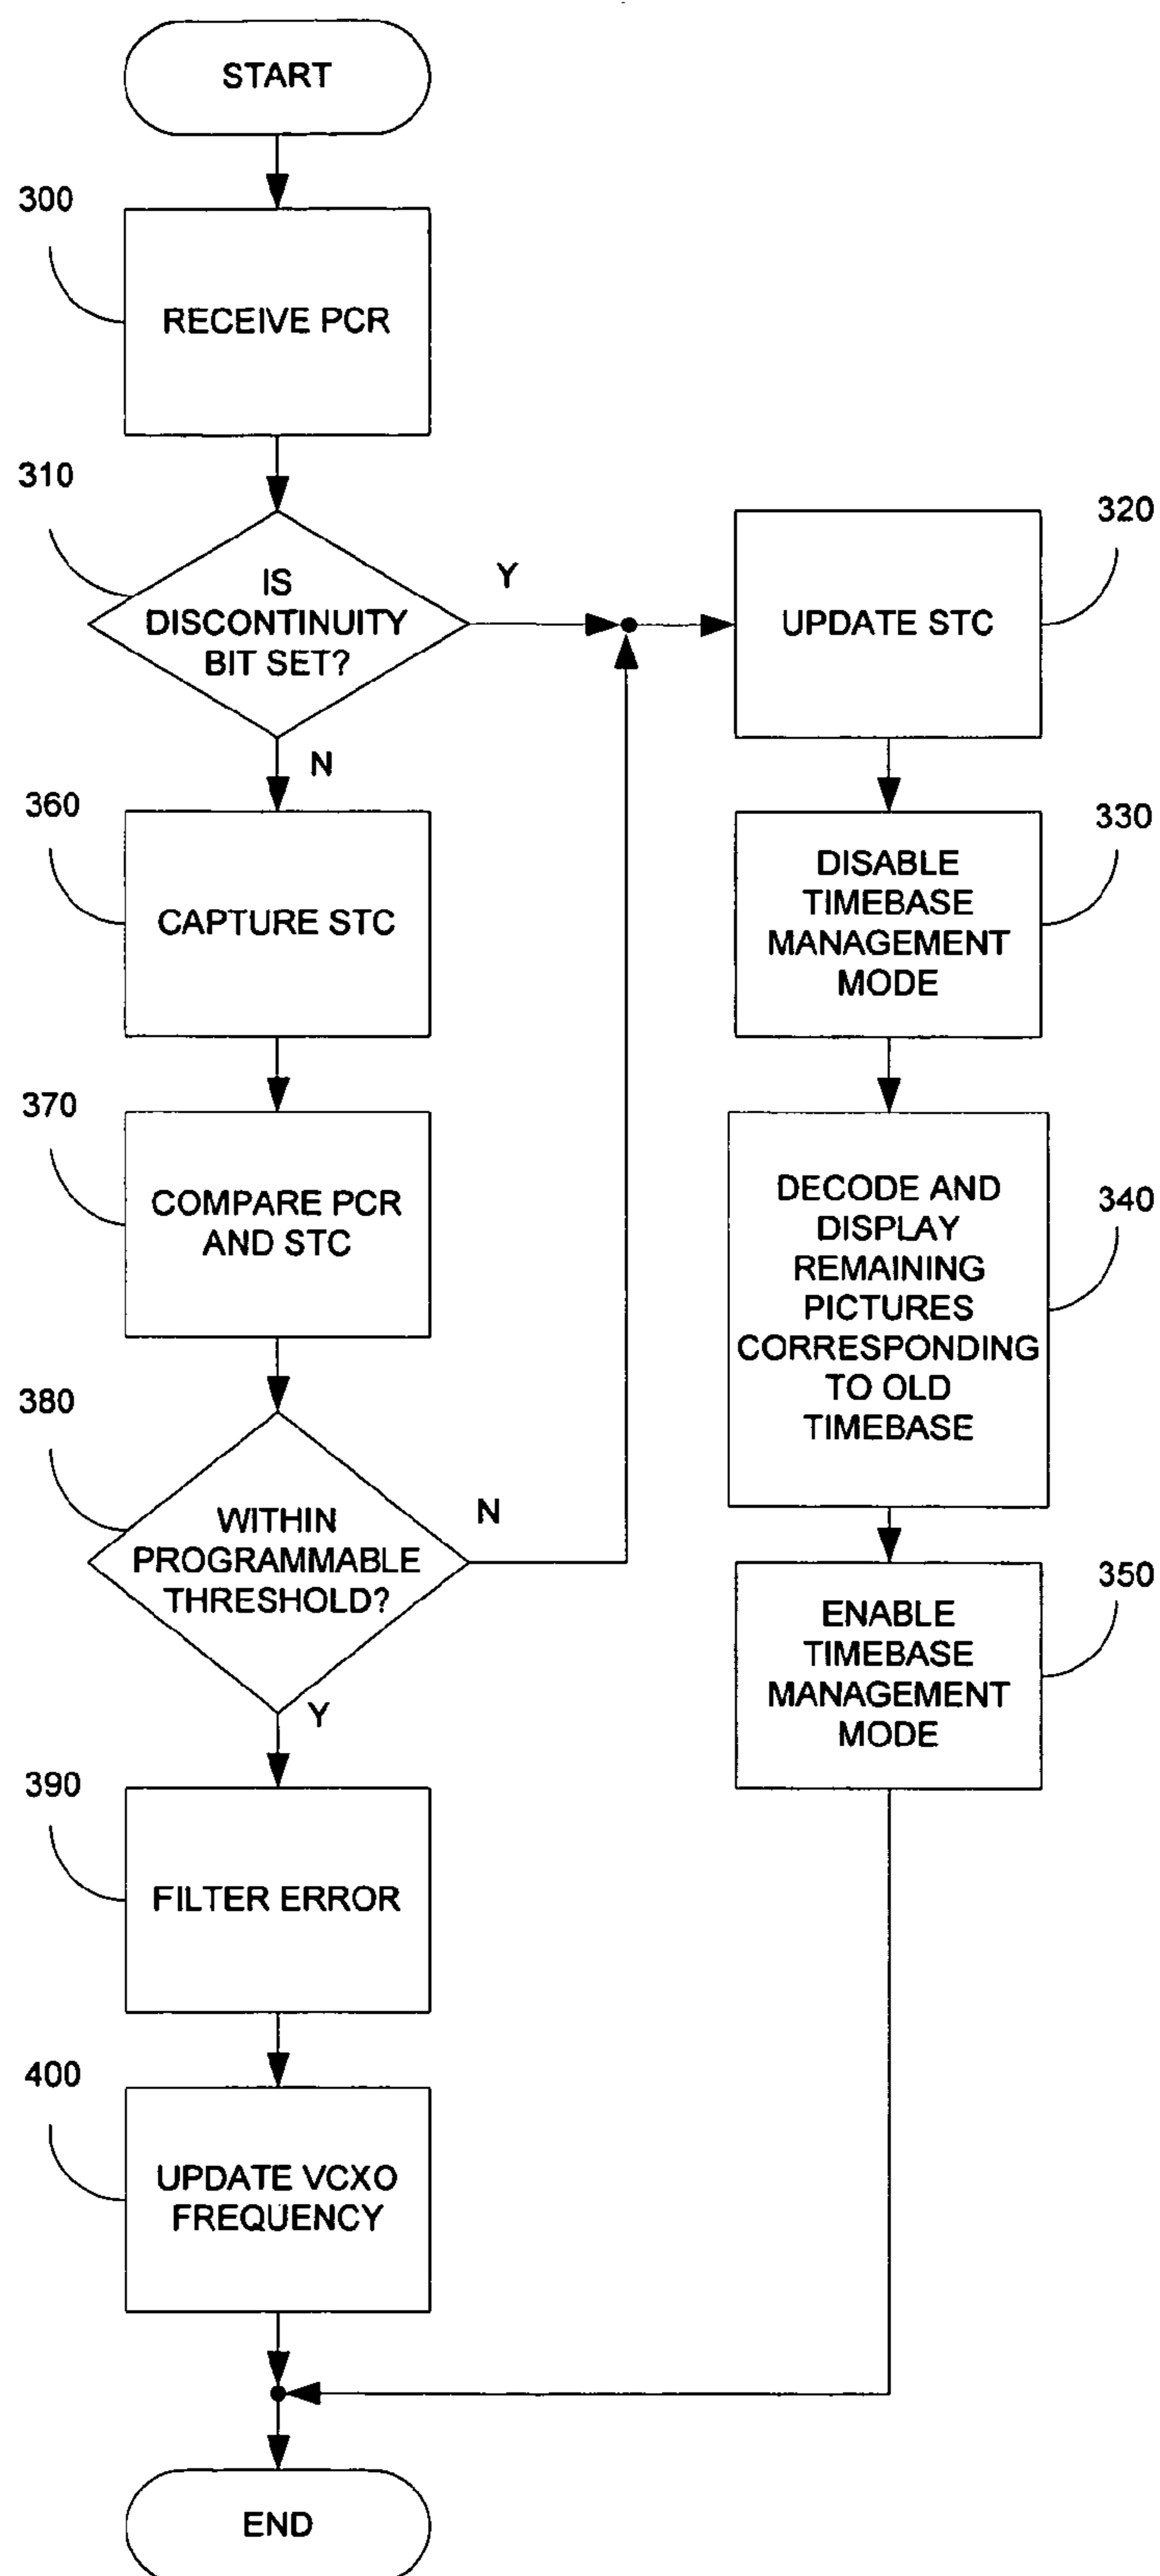 START
300
RECEIVE PCR
310
IS
DISCONTINUITY
BIT SET?
Y
N
320
UPDATE STC
330
DISABLE
TIMEBASE
MANAGEMENT
MODE
340
DECODE AND
DISPLAY
REMAINING
PICTURES
CORRESPONDING
TO OLD
TIMEBASE
350
ENABLE
TIMEBASE
MANAGEMENT
MODE
360
CAPTURE STC
370
COMPARE PCR
AND STC
380
WITHIN
PROGRAMMABLE
THRESHOLD?
N
Y
390
FILTER ERROR
400
UPDATE VCXO
FREQUENCY
END